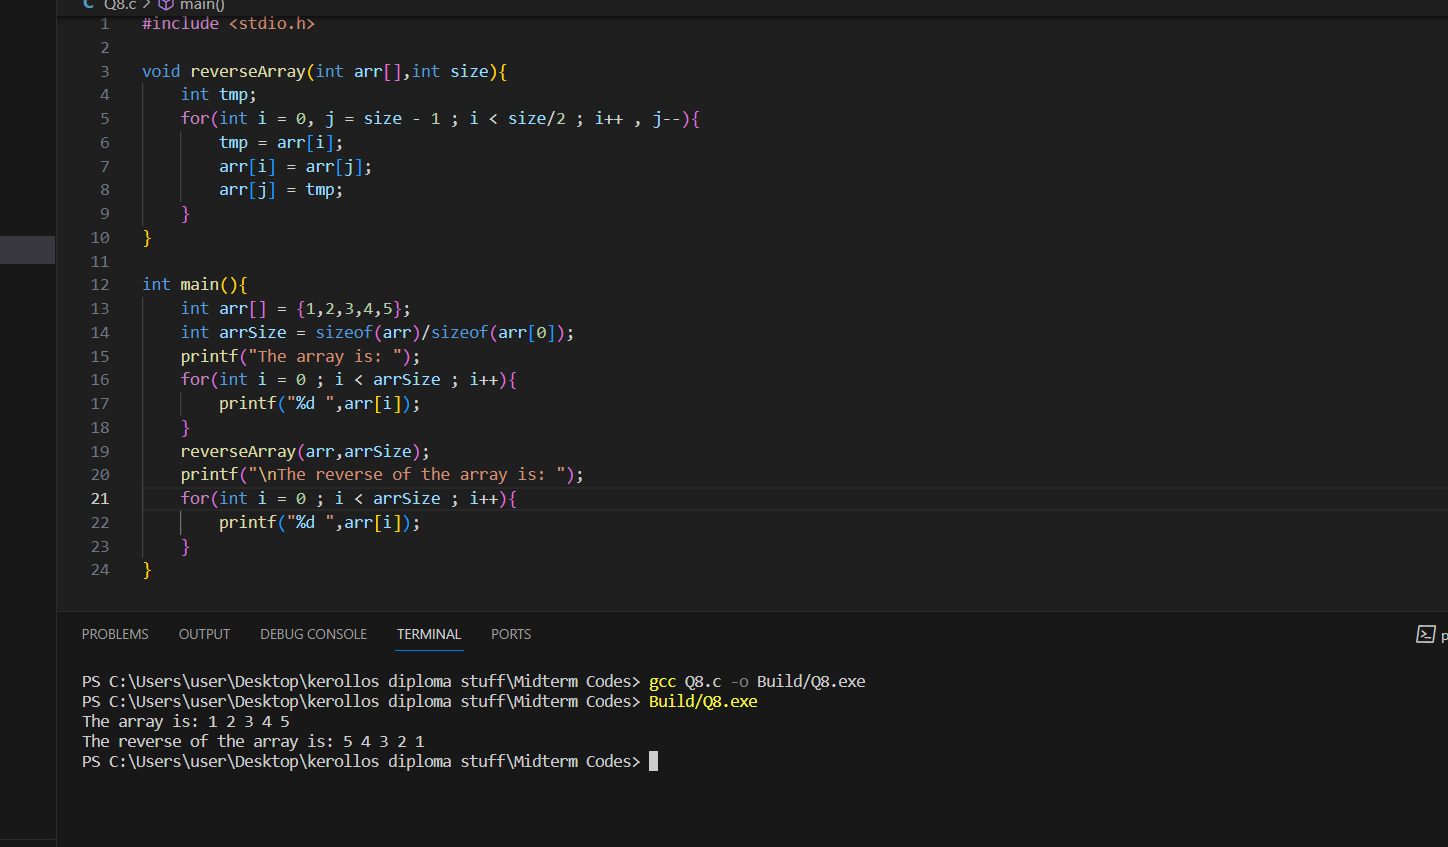 C Q8.c > main()
1 #include <stdio.h>
2
3 void reverseArray(int arr[],int size){
4     int tmp;
5     for(int i = 0, j = size - 1 ; i < size/2 ; i++ , j--){
6         tmp = arr[i];
7         arr[i] = arr[j];
8         arr[j] = tmp;
9     }
10 }
11
12 int main(){
13     int arr[] = {1,2,3,4,5};
14     int arrSize = sizeof(arr)/sizeof(arr[0]);
15     printf("The array is: ");
16     for(int i = 0 ; i < arrSize ; i++){
17         printf("%d ",arr[i]);
18     }
19     reverseArray(arr,arrSize);
20     printf("\nThe reverse of the array is: ");
21     for(int i = 0 ; i < arrSize ; i++){
22         printf("%d ",arr[i]);
23     }
24 }
PROBLEMS OUTPUT DEBUG CONSOLE TERMINAL PORTS
PS C:\Users\user\Desktop\kerollos diploma stuff\Midterm Codes> gcc Q8.c -o Build/Q8.exe
PS C:\Users\user\Desktop\kerollos diploma stuff\Midterm Codes> Build/Q8.exe
The array is: 1 2 3 4 5
The reverse of the array is: 5 4 3 2 1
PS C:\Users\user\Desktop\kerollos diploma stuff\Midterm Codes>